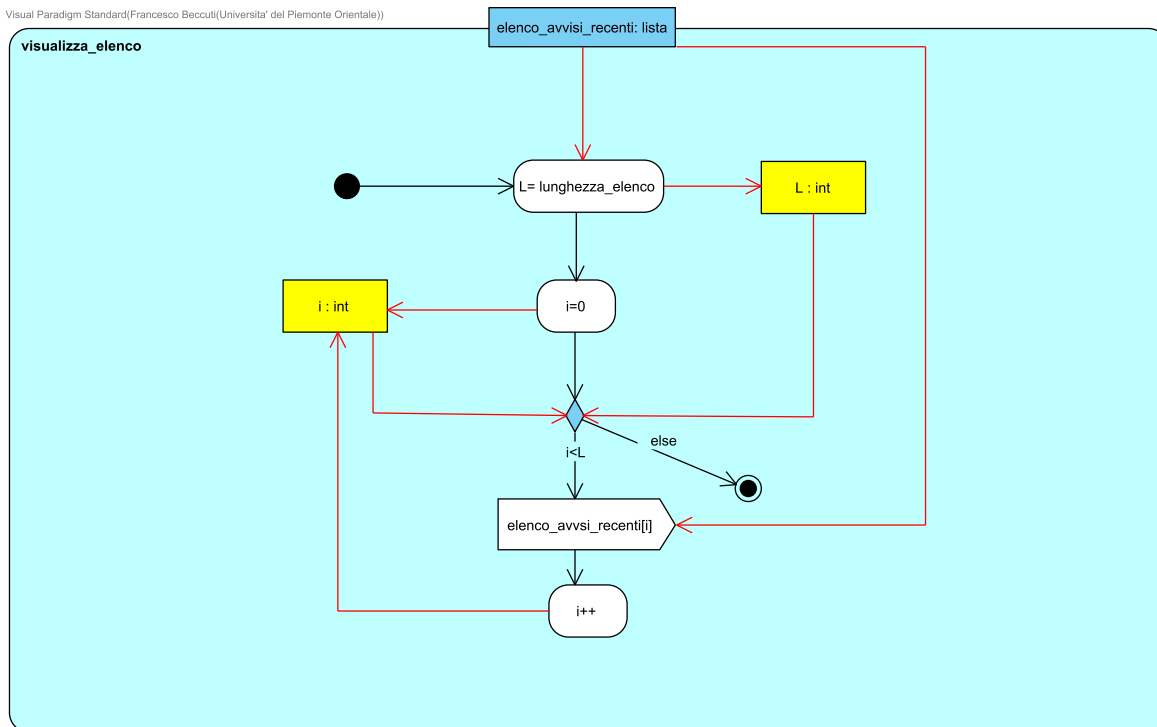 Visual Paradigm Standard(Francesco Beccuti(Universita' del Piemonte Orientale))
elenco_avvisi_recenti: lista
visualizza_elenco
L= lunghezza_elenco
L : int
i : int
i=0
else
i<L
elenco_avvsi_recenti[i]
i++